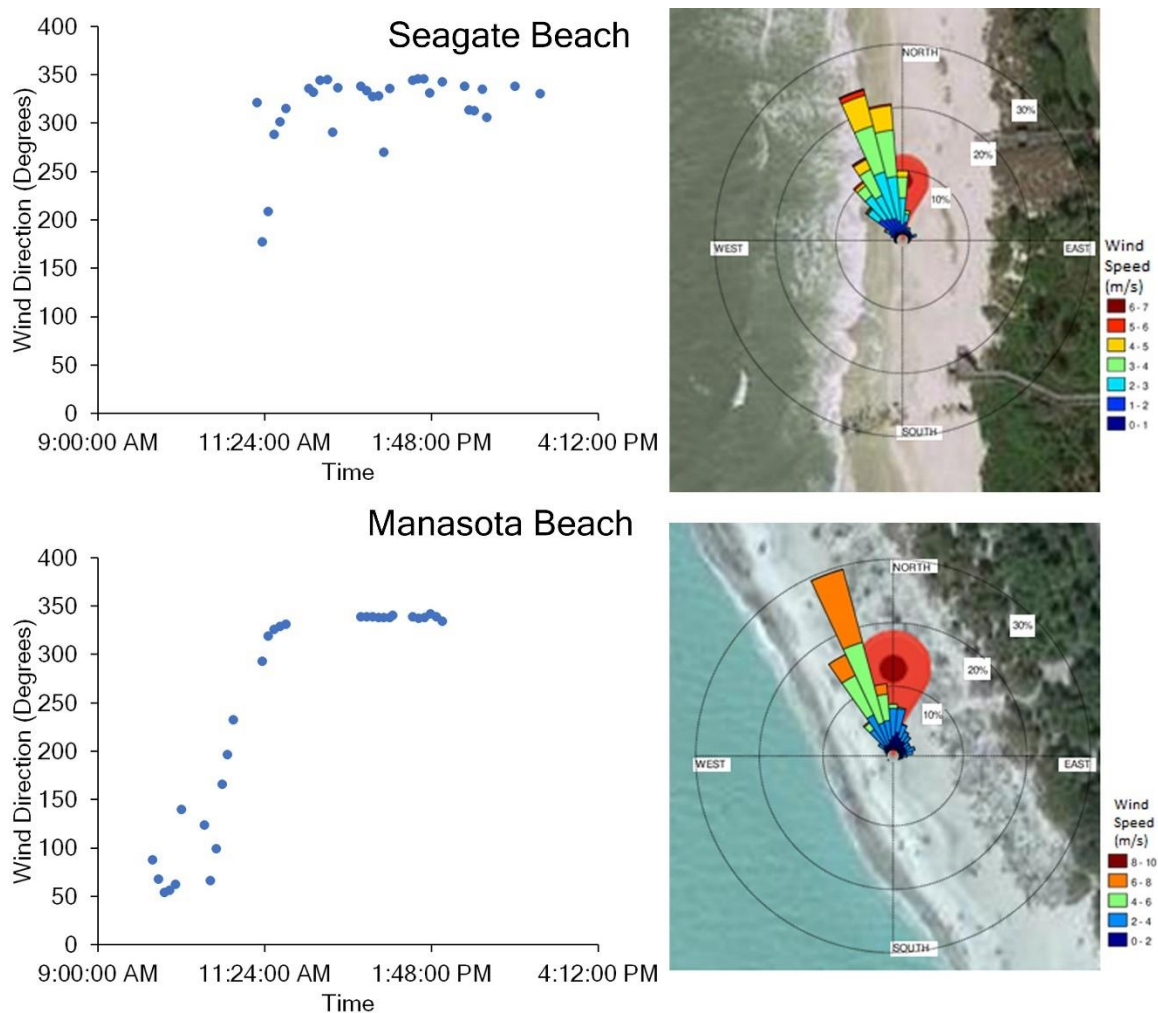 Seagate Beach
400
350
300
250
200
150
100
50
0
Wind Direction (Degrees)
9:00:00 AM
11:24:00 AM
1:48:00 PM
4:12:00 PM
Time
NORTH
30%
20%
10%
WEST
EAST
SOUTH
Wind
Speed
(m/s)
6 - 7
5 - 6
4 - 5
3 - 4
2 - 3
1 - 2
0 - 1
Manasota Beach
400
350
300
250
200
150
100
50
0
Wind Direction (Degrees)
9:00:00 AM
11:24:00 AM
1:48:00 PM
4:12:00 PM
Time
NORTH
30%
20%
10%
WEST
EAST
SOUTH
Wind
Speed
(m/s)
8 - 10
6 - 8
4 - 6
2 - 4
0 - 2